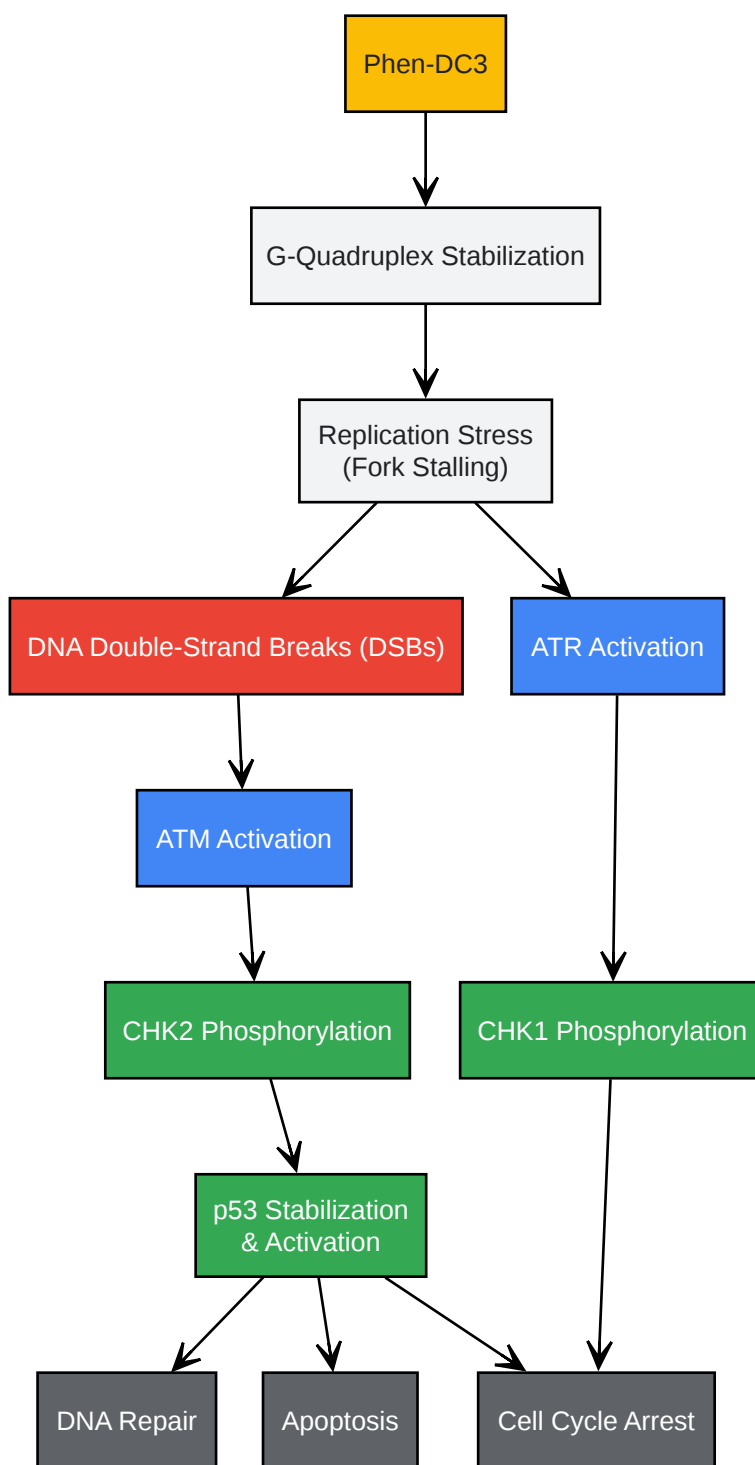 Phen-DC3
G-Quadruplex Stabilization
Replication Stress
(Fork Stalling)
DNA Double-Strand Breaks (DSBs)
ATR Activation
ATM Activation
CHK2 Phosphorylation
CHK1 Phosphorylation
p53 Stabilization
& Activation
DNA Repair
Apoptosis
Cell Cycle Arrest